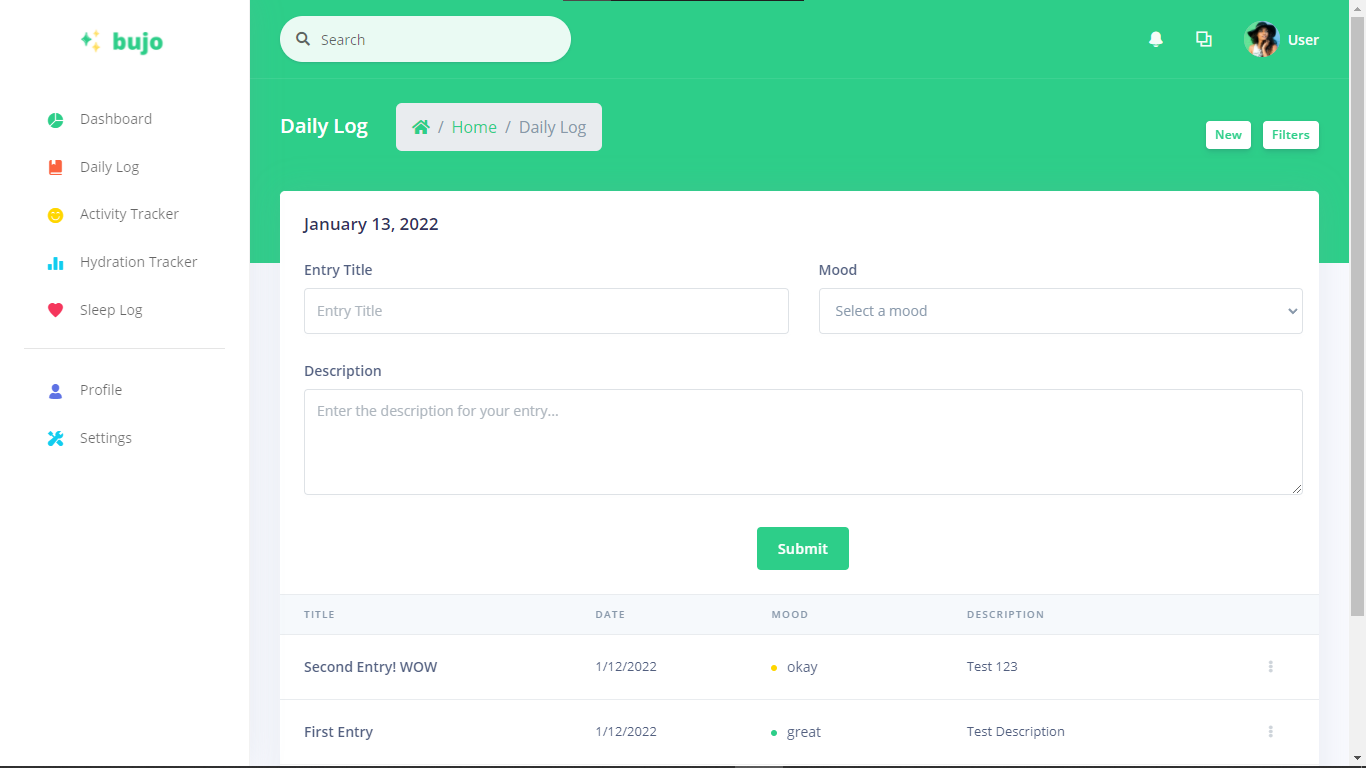 bujo
Dashboard
Daily Log
Activity Tracker
Hydration Tracker
Sleep Log
Profile
Settings
Search
User
Daily Log
/ Home / Daily Log
New
Filters
January 13, 2022
Entry Title
Entry Title
Mood
Select a mood
Description
Enter the description for your entry...
Submit
TITLE DATE MOOD DESCRIPTION
Second Entry! WOW 1/12/2022 okay Test 123
First Entry 1/12/2022 great Test Description